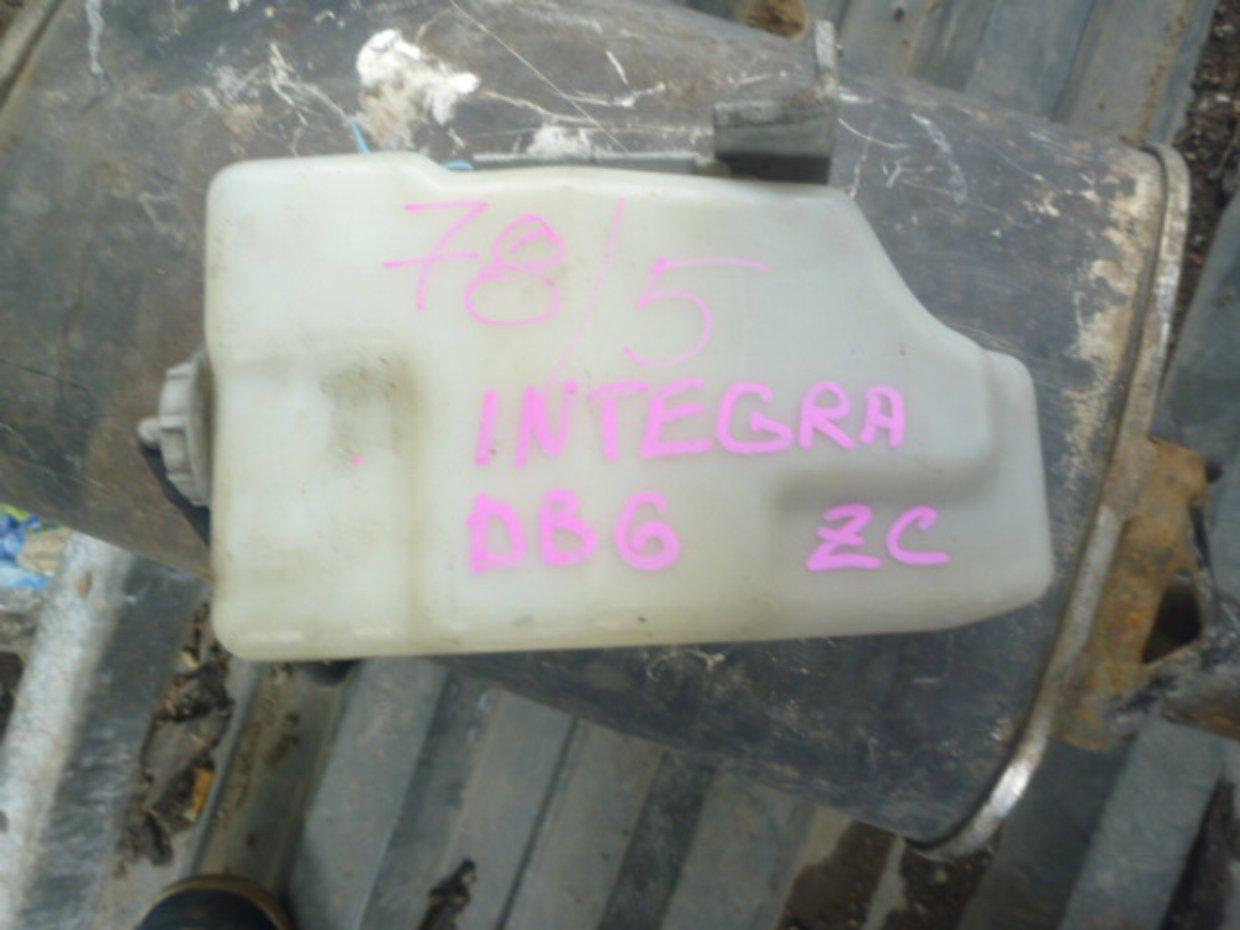 78/5
INTEGRA
DB6 ZC